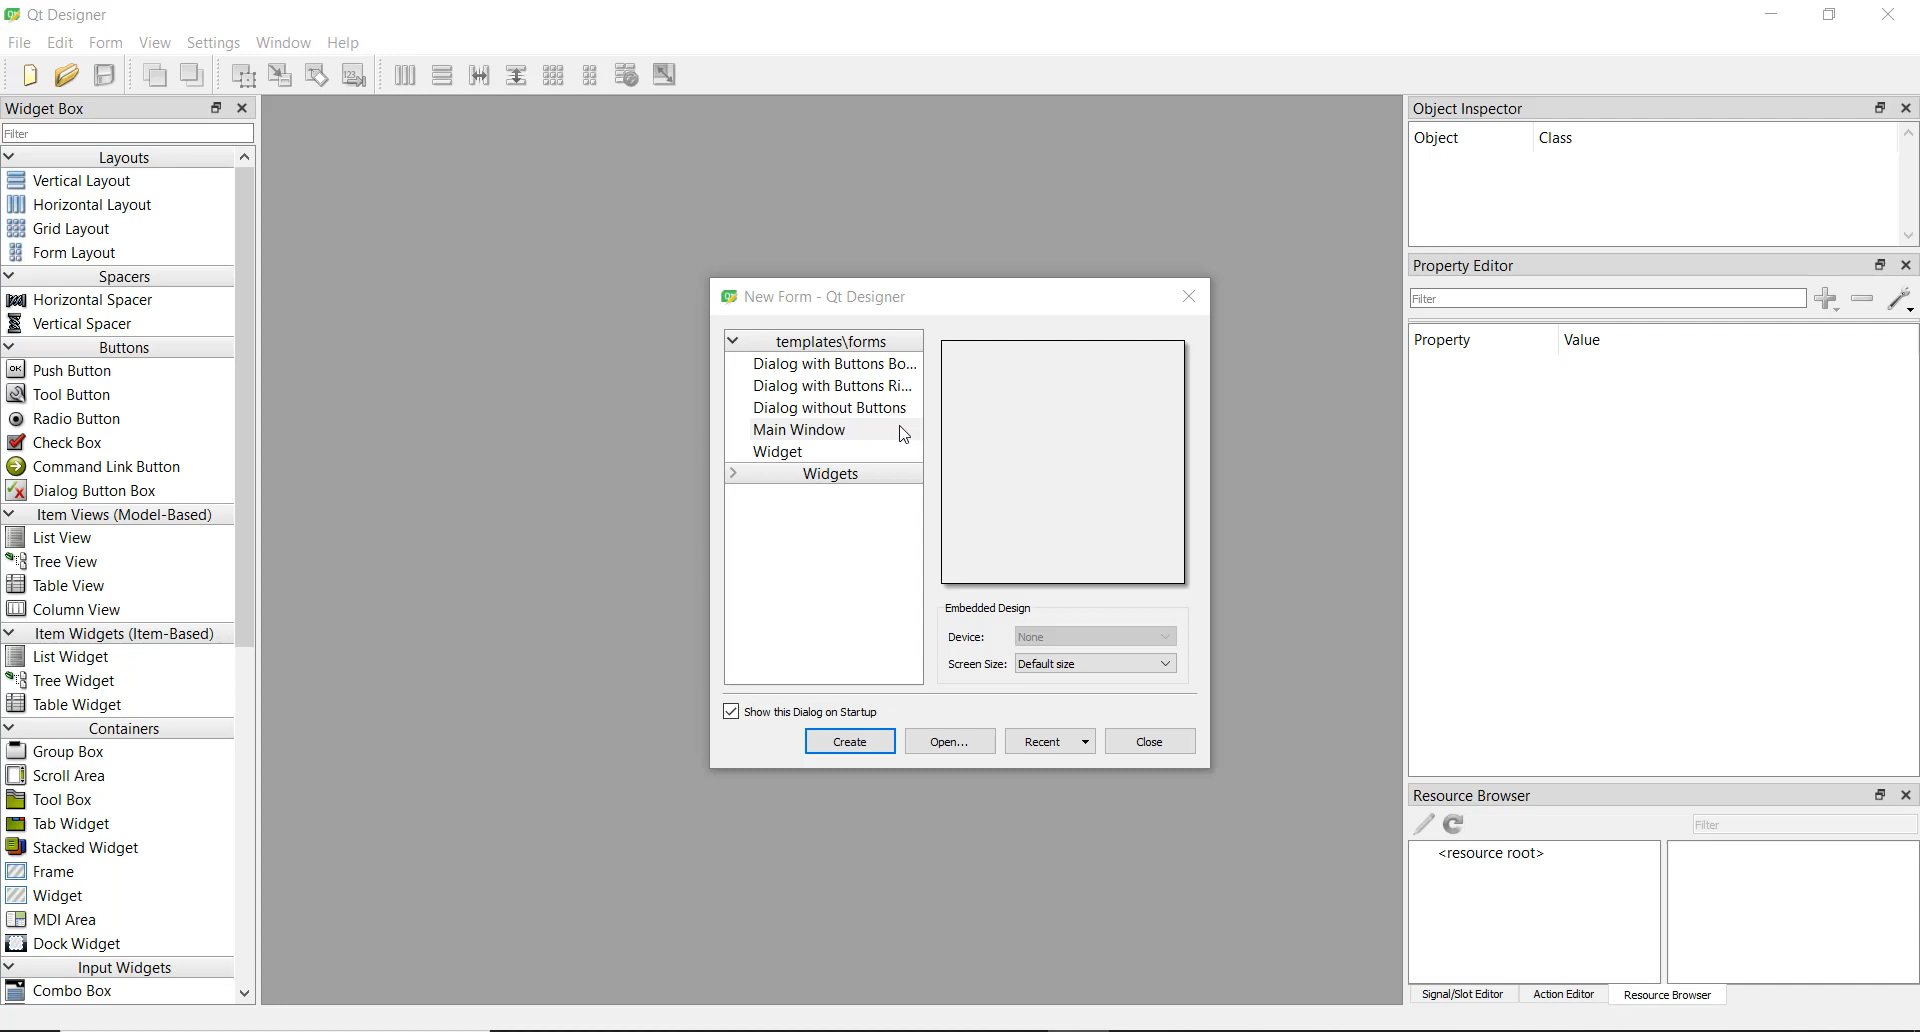 Qt Designer
File Edit Form View Settings Window Help
Widget Box
Filter
Layouts
Vertical Layout
Horizontal Layout
Grid Layout
Form Layout
Spacers
Horizontal Spacer
Vertical Spacer
Buttons
Push Button
Tool Button
Radio Button
Check Box
Command Link Button
Dialog Button Box
Item Views (Model-Based)
List View
Tree View
Table View
Column View
Item Widgets (Item-Based)
List Widget
Tree Widget
Table Widget
Containers
Group Box
Scroll Area
Tool Box
Tab Widget
Stacked Widget
Frame
Widget
MDI Area
Dock Widget
Input Widgets
Combo Box
New Form - Qt Designer
templates\forms
Dialog with Buttons Bo...
Dialog with Buttons Ri...
Dialog without Buttons
Main Window
Widget
Widgets
Embedded Design
Device: None
Screen Size: Default size
Show this Dialog on Startup
Create Open... Recent Close
Object Inspector
Object Class
Property Editor
Filter
Property Value
Resource Browser
Filter
<resource root>
Signal/Slot Editor Action Editor Resource Browser